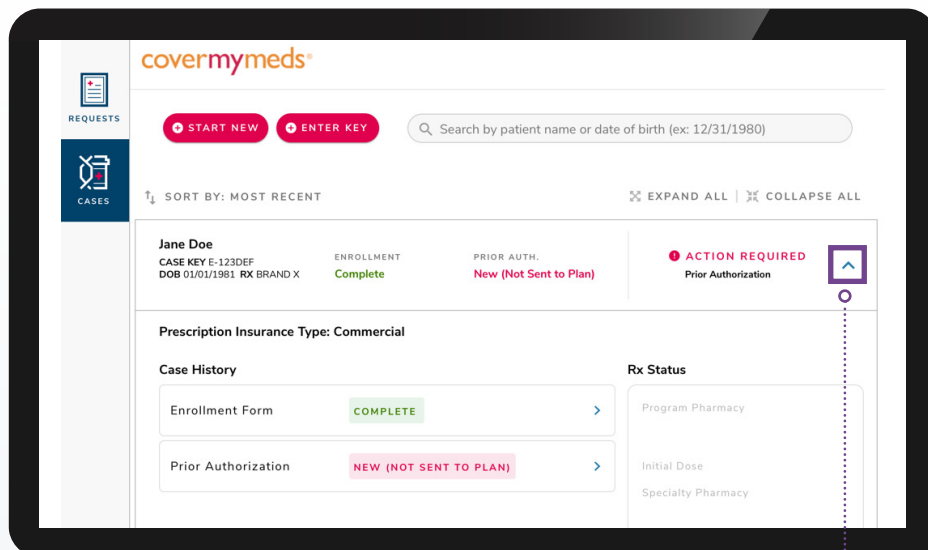 covermymeds®
REQUESTS
CASES
START NEW
ENTER KEY
Search by patient name or date of birth (ex: 12/31/1980)
SORT BY: MOST RECENT
EXPAND ALL | COLLAPSE ALL
Jane Doe
CASE KEY E-123DEF
DOB 01/01/1981 RX BRAND X
ENROLLMENT
Complete
PRIOR AUTH.
New (Not Sent to Plan)
ACTION REQUIRED
Prior Authorization
Prescription Insurance Type: Commercial
Case History
Enrollment Form COMPLETE
Prior Authorization NEW (NOT SENT TO PLAN)
Rx Status
Program Pharmacy
Initial Dose
Specialty Pharmacy